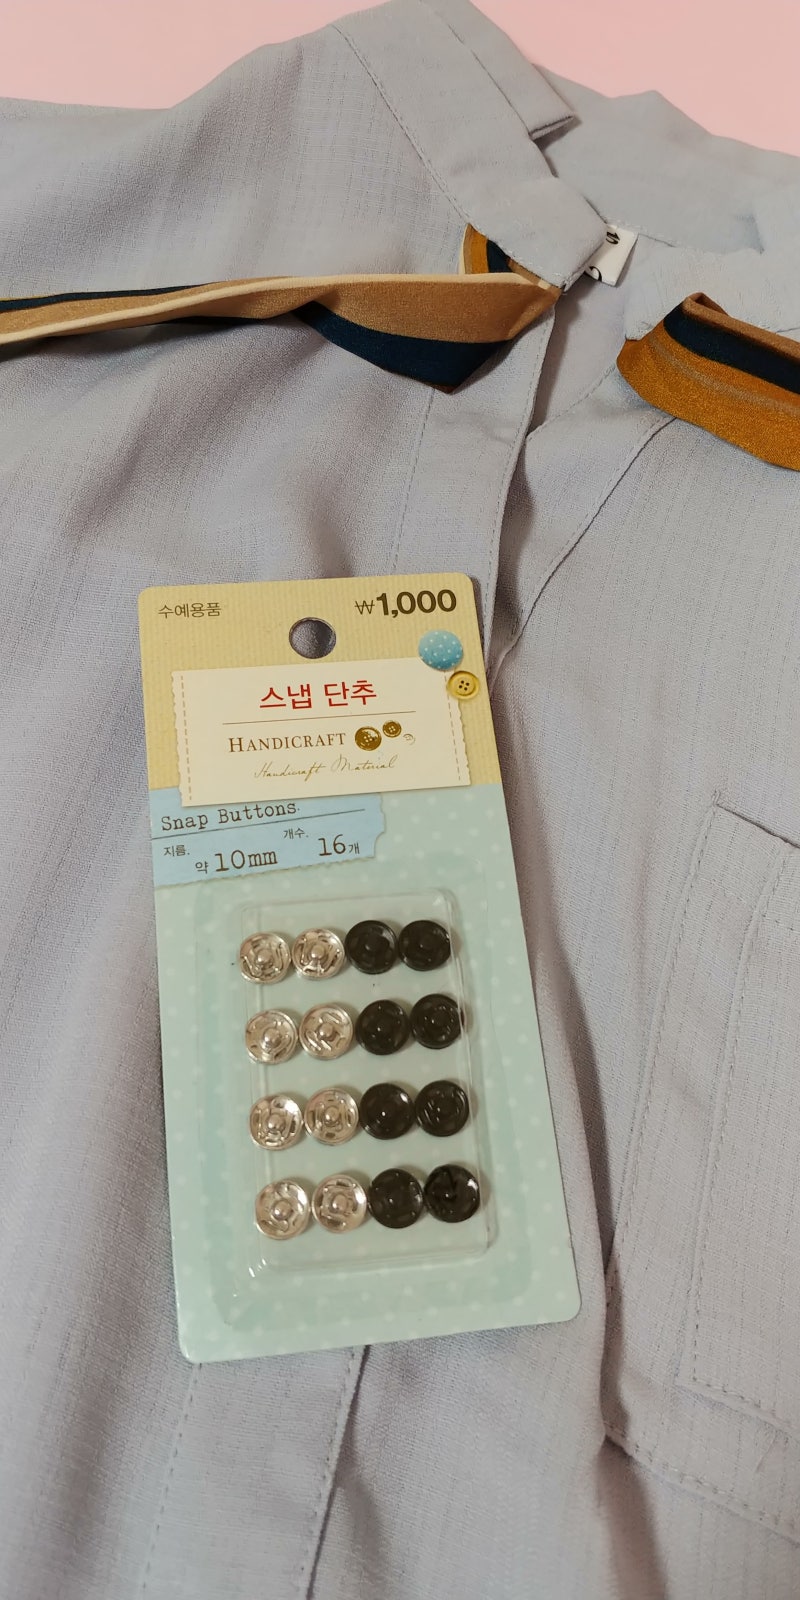 수예용품
₩1,000
스냅 단추
HANDICRAFT
Handicraft Material
Snap Buttons.
지름. 약 10mm 개수. 16개